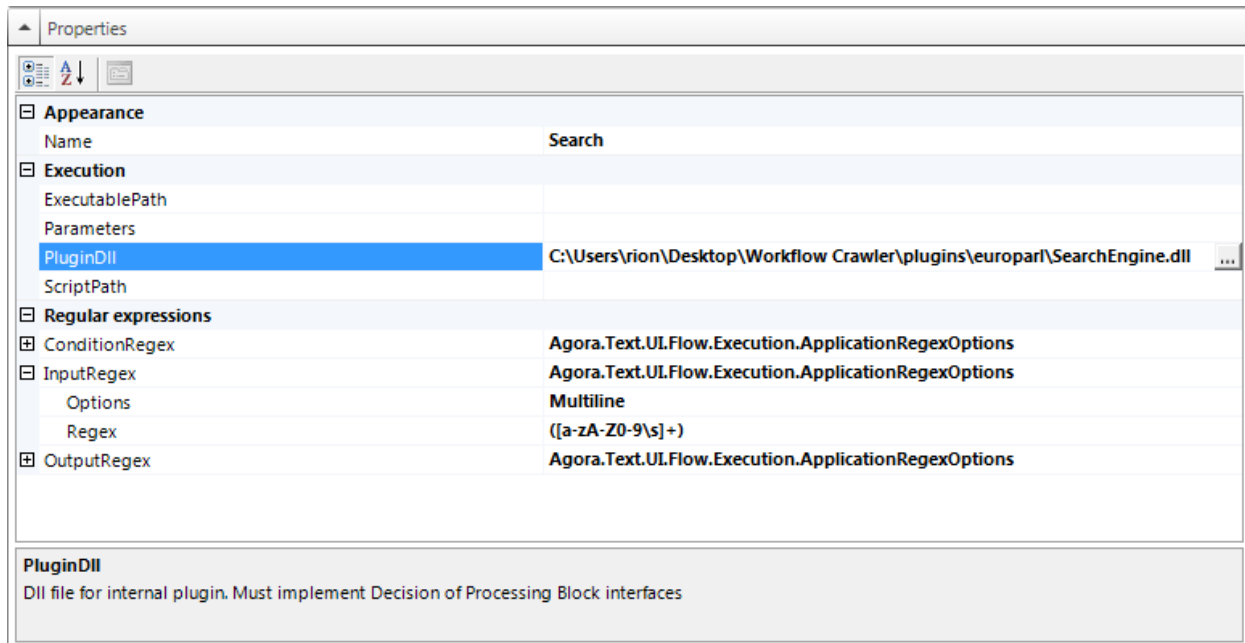 Properties
Appearance
Name Search
Execution
ExecutablePath
Parameters
PluginDll C:\Users\rion\Desktop\Workflow Crawler\plugins\europarl\SearchEngine.dll ...
ScriptPath
Regular expressions
ConditionRegex Agora.Text.UI.Flow.Execution.ApplicationRegexOptions
InputRegex Agora.Text.UI.Flow.Execution.ApplicationRegexOptions
Options Multiline
Regex ([a-zA-Z0-9\s]+)
OutputRegex Agora.Text.UI.Flow.Execution.ApplicationRegexOptions
PluginDll
Dll file for internal plugin. Must implement Decision of Processing Block interfaces